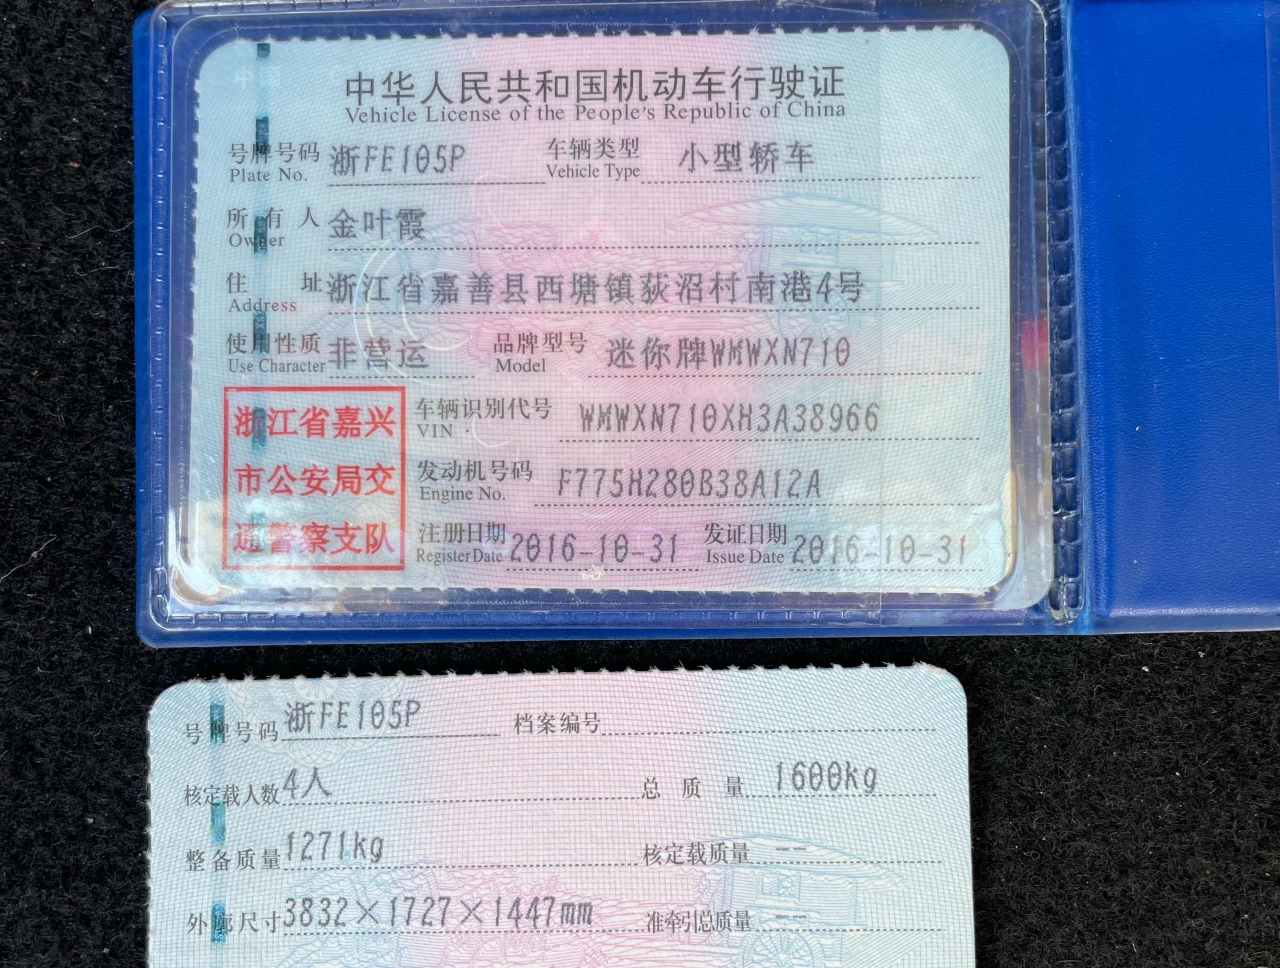 中华人民共和国机动车行驶证
Vehicle License of the People's Republic of China
号牌号码 浙FE105P 车辆类型 小型轿车
Plate No. Vehicle Type
所有人 金叶霞
Owner
住址 浙江省嘉善县西塘镇荻沼村南港4号
Address
使用性质 非营运 品牌型号 迷你牌WMWXN710
Use Character Model
浙江省嘉兴
市公安局交
通警察支队
车辆识别代号 WMWXN710XH3A38966
VIN
发动机号码 F775H280B38A12A
Engine No.
注册日期 2016-10-31 发证日期 2016-10-31
Register Date Issue Date
号牌号码 浙FE105P 档案编号
核定载人数 4人 总质量 1600kg
整备质量 1271kg 核定载质量 --
外廓尺寸 3832×1727×1447mm 准牵引总质量 --